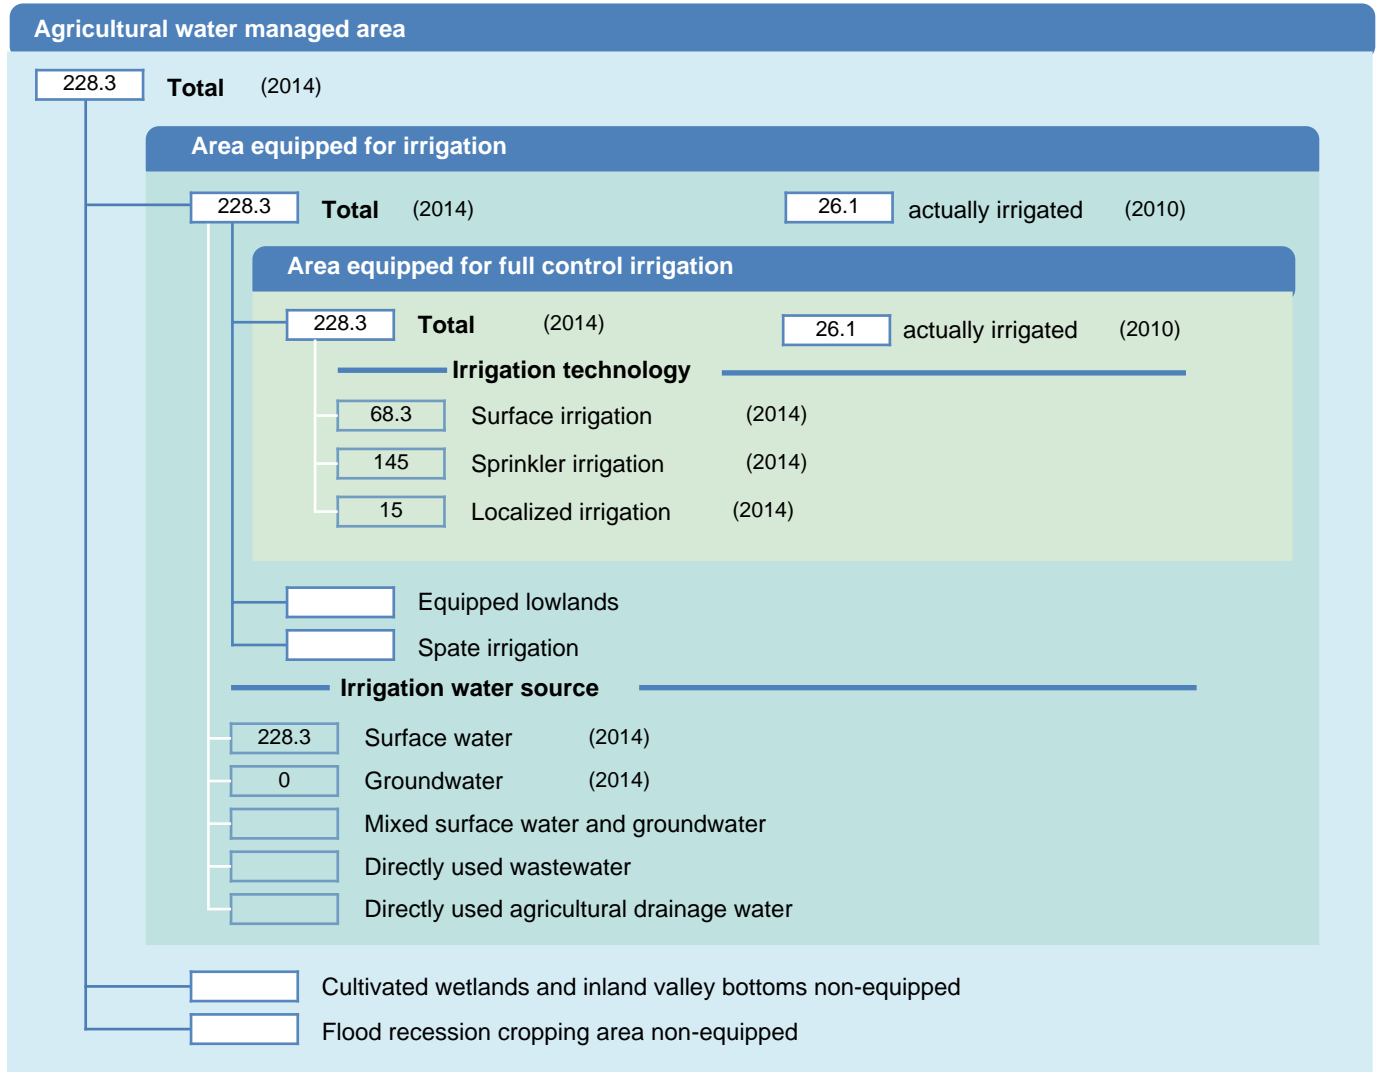 Agricultural water managed area
228.3 Total (2014)
Area equipped for irrigation
228.3 Total (2014) 26.1 actually irrigated (2010)
Area equipped for full control irrigation
228.3 Total (2014) 26.1 actually irrigated (2010)
Irrigation technology
68.3 Surface irrigation (2014)
145 Sprinkler irrigation (2014)
15 Localized irrigation (2014)
Equipped lowlands
Spate irrigation
Irrigation water source
228.3 Surface water (2014)
0 Groundwater (2014)
Mixed surface water and groundwater
Directly used wastewater
Directly used agricultural drainage water
Cultivated wetlands and inland valley bottoms non-equipped
Flood recession cropping area non-equipped